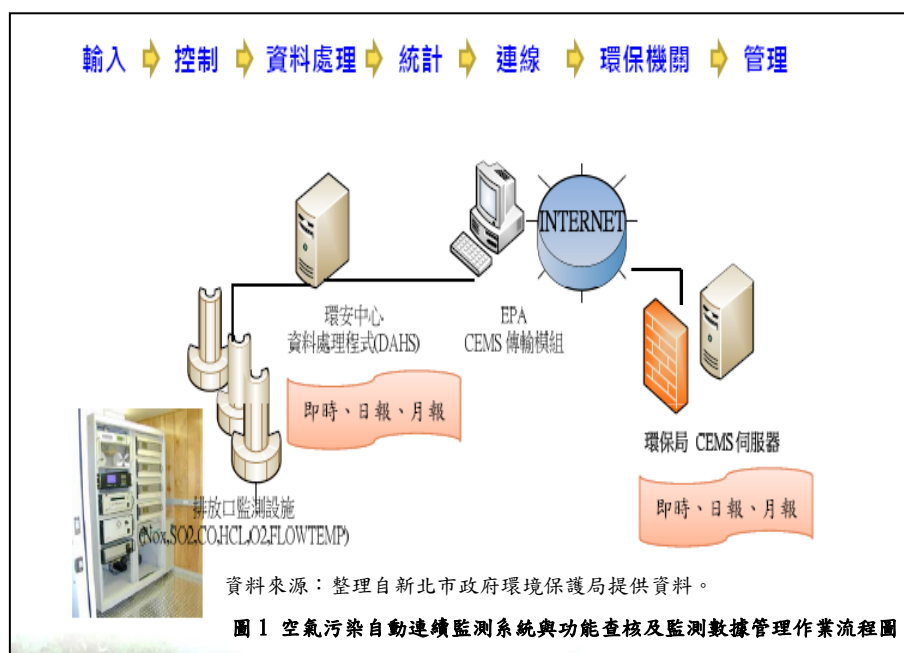 輸入 控制 資料處理 統計 連線 環保機關 管理
INTERNET
環安中心
資料處理程式(DAHS)
EPA
CEMS 傳輸模組
即時、日報、月報
環保局 CEMS 伺服器
即時、日報、月報
排放口監測設施
(Nox,SO2,CO,HCL,O2,FLOWTEMP)
資料來源：整理自新北市政府環境保護局提供資料。
圖 1 空氣污染自動連續監測系統與功能查核及監測數據管理作業流程圖